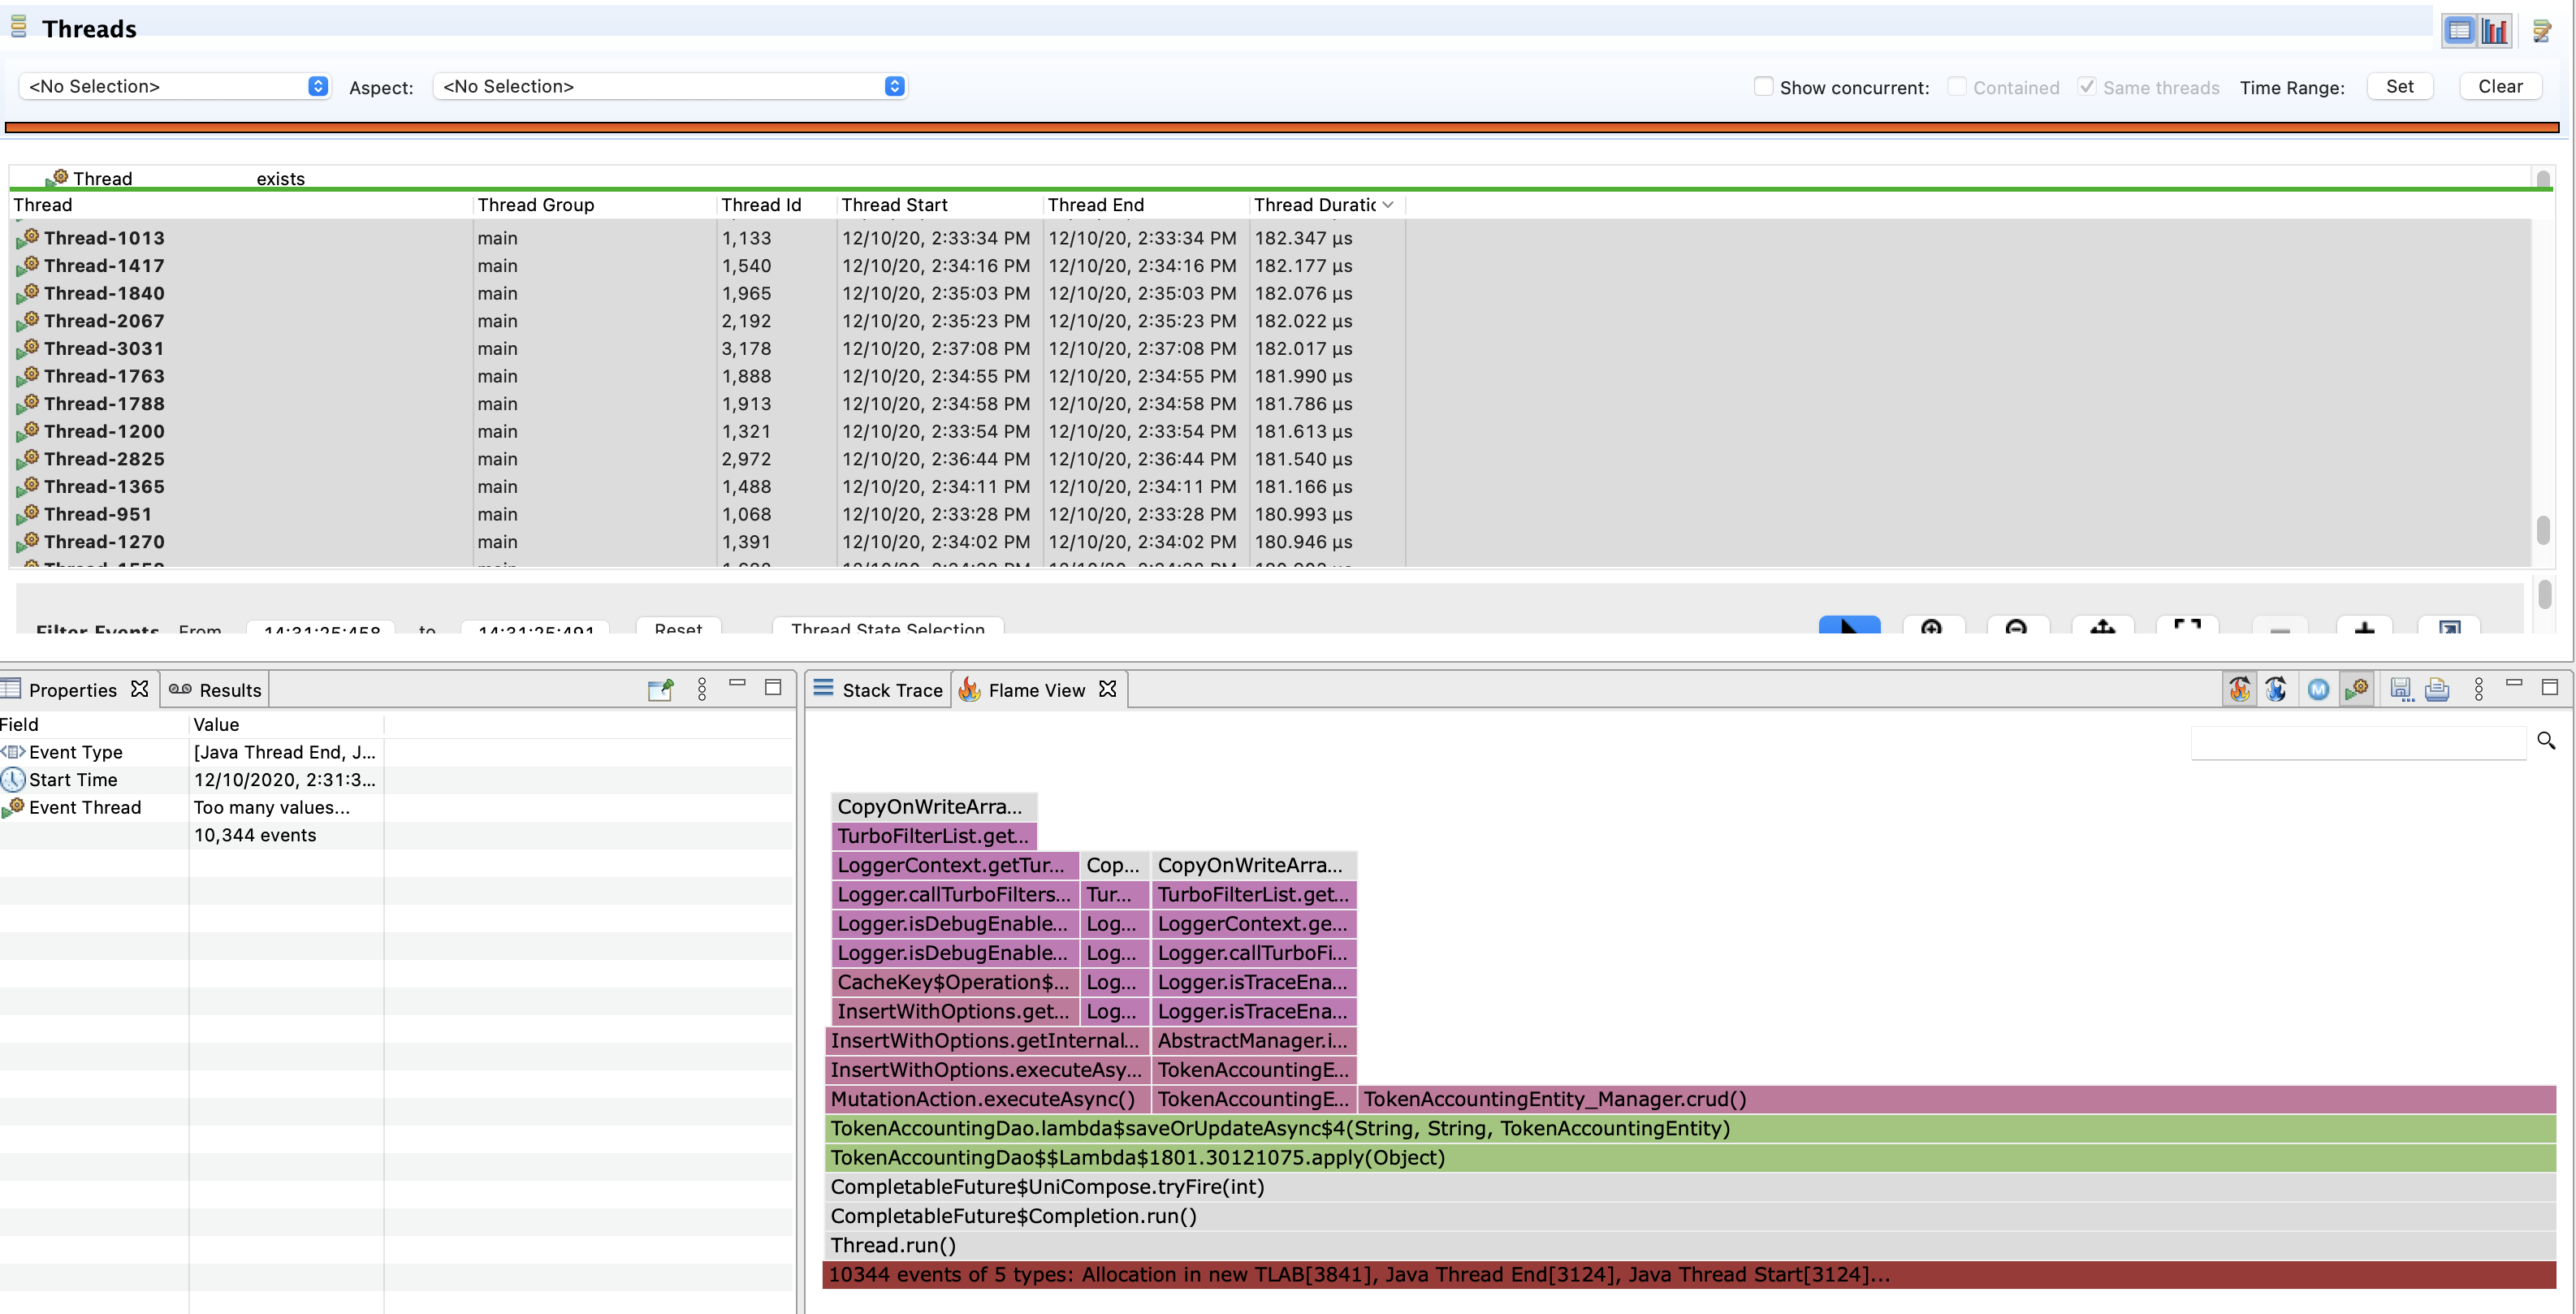 Threads
<No Selection> Aspect: <No Selection> Show concurrent: Contained Same threads Time Range: Set Clear
Thread exists
Thread Thread Group Thread Id Thread Start Thread End Thread Duratic
Thread-1013 main 1,133 12/10/20, 2:33:34 PM 12/10/20, 2:33:34 PM 182.347 µs
Thread-1417 main 1,540 12/10/20, 2:34:16 PM 12/10/20, 2:34:16 PM 182.177 µs
Thread-1840 main 1,965 12/10/20, 2:35:03 PM 12/10/20, 2:35:03 PM 182.076 µs
Thread-2067 main 2,192 12/10/20, 2:35:23 PM 12/10/20, 2:35:23 PM 182.022 µs
Thread-3031 main 3,178 12/10/20, 2:37:08 PM 12/10/20, 2:37:08 PM 182.017 µs
Thread-1763 main 1,888 12/10/20, 2:34:55 PM 12/10/20, 2:34:55 PM 181.990 µs
Thread-1788 main 1,913 12/10/20, 2:34:58 PM 12/10/20, 2:34:58 PM 181.786 µs
Thread-1200 main 1,321 12/10/20, 2:33:54 PM 12/10/20, 2:33:54 PM 181.613 µs
Thread-2825 main 2,972 12/10/20, 2:36:44 PM 12/10/20, 2:36:44 PM 181.540 µs
Thread-1365 main 1,488 12/10/20, 2:34:11 PM 12/10/20, 2:34:11 PM 181.166 µs
Thread-951 main 1,068 12/10/20, 2:33:28 PM 12/10/20, 2:33:28 PM 180.993 µs
Thread-1270 main 1,391 12/10/20, 2:34:02 PM 12/10/20, 2:34:02 PM 180.946 µs
Filter Events From 14:31:25:458 to 14:31:25:491 Reset Thread State Selection
Properties Results
Field Value
Event Type [Java Thread End, J...
Start Time 12/10/2020, 2:31:3...
Event Thread Too many values...
10,344 events
Stack Trace Flame View
M
CopyOnWriteArra...
TurboFilterList.get...
LoggerContext.getTur... Cop... CopyOnWriteArra...
Logger.callTurboFilters... Tur... TurboFilterList.get...
Logger.isDebugEnable... Log... LoggerContext.ge...
Logger.isDebugEnable... Log... Logger.callTurboFi...
CacheKey$Operation$... Log... Logger.isTraceEna...
InsertWithOptions.get... Log... Logger.isTraceEna...
InsertWithOptions.getInternal... AbstractManager.i...
InsertWithOptions.executeAsy... TokenAccountingE...
MutationAction.executeAsync() TokenAccountingE... TokenAccountingEntity_Manager.crud()
TokenAccountingDao.lambda$saveOrUpdateAsync$4(String, String, TokenAccountingEntity)
TokenAccountingDao$$Lambda$1801.30121075.apply(Object)
CompletableFuture$UniCompose.tryFire(int)
CompletableFuture$Completion.run()
Thread.run()
10344 events of 5 types: Allocation in new TLAB[3841], Java Thread End[3124], Java Thread Start[3124]...